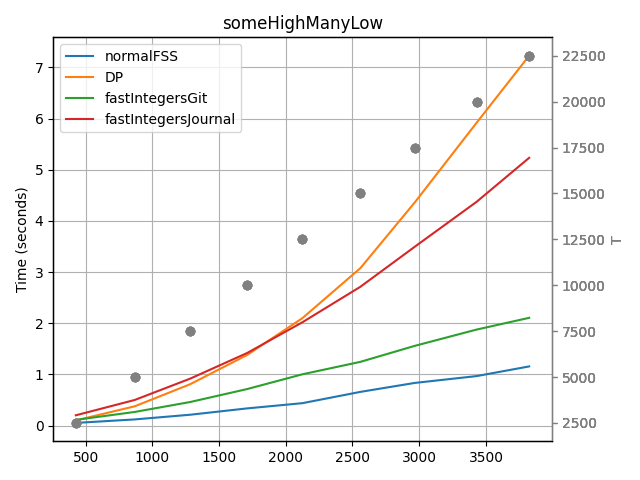 someHighManyLow
normalFSS
DP
fastIntegersGit
fastIntegersJournal
Time (seconds)
7
6
5
4
3
2
1
0
500 1000 1500 2000 2500 3000 3500
22500
20000
17500
15000
12500
10000
7500
5000
2500
T